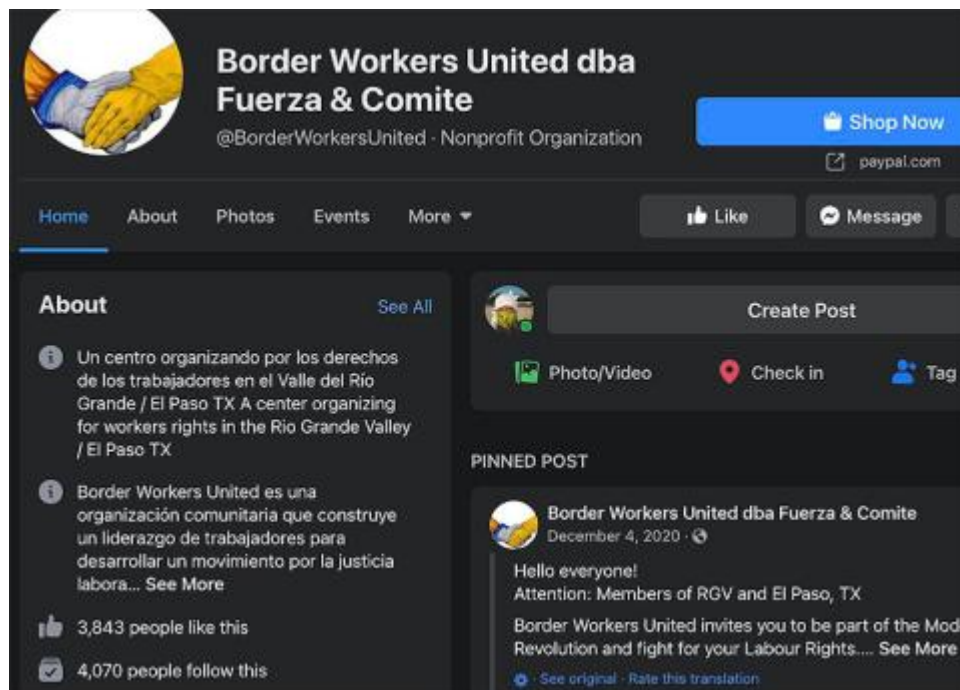 Border Workers United dba
Fuerza & Comite
@BorderWorkersUnited · Nonprofit Organization
Shop Now
paypal.com
Home
About
Photos
Events
More
Like
Message
About
See All
Un centro organizando por los derechos
de los trabajadores en el Valle del Río
Grande / El Paso TX A center organizing
for workers rights in the Rio Grande Valley
/ El Paso TX
Border Workers United es una
organización comunitaria que construye
un liderazgo de trabajadores para
desarrollar un movimiento por la justicia
labora... See More
3,843 people like this
4,070 people follow this
Create Post
Photo/Video
Check in
Tag
PINNED POST
Border Workers United dba Fuerza & Comite
December 4, 2020 ·
Hello everyone!
Attention: Members of RGV and El Paso, TX
Border Workers United invites you to be part of the Mod
Revolution and fight for your Labour Rights.... See More
· See original · Rate this translation